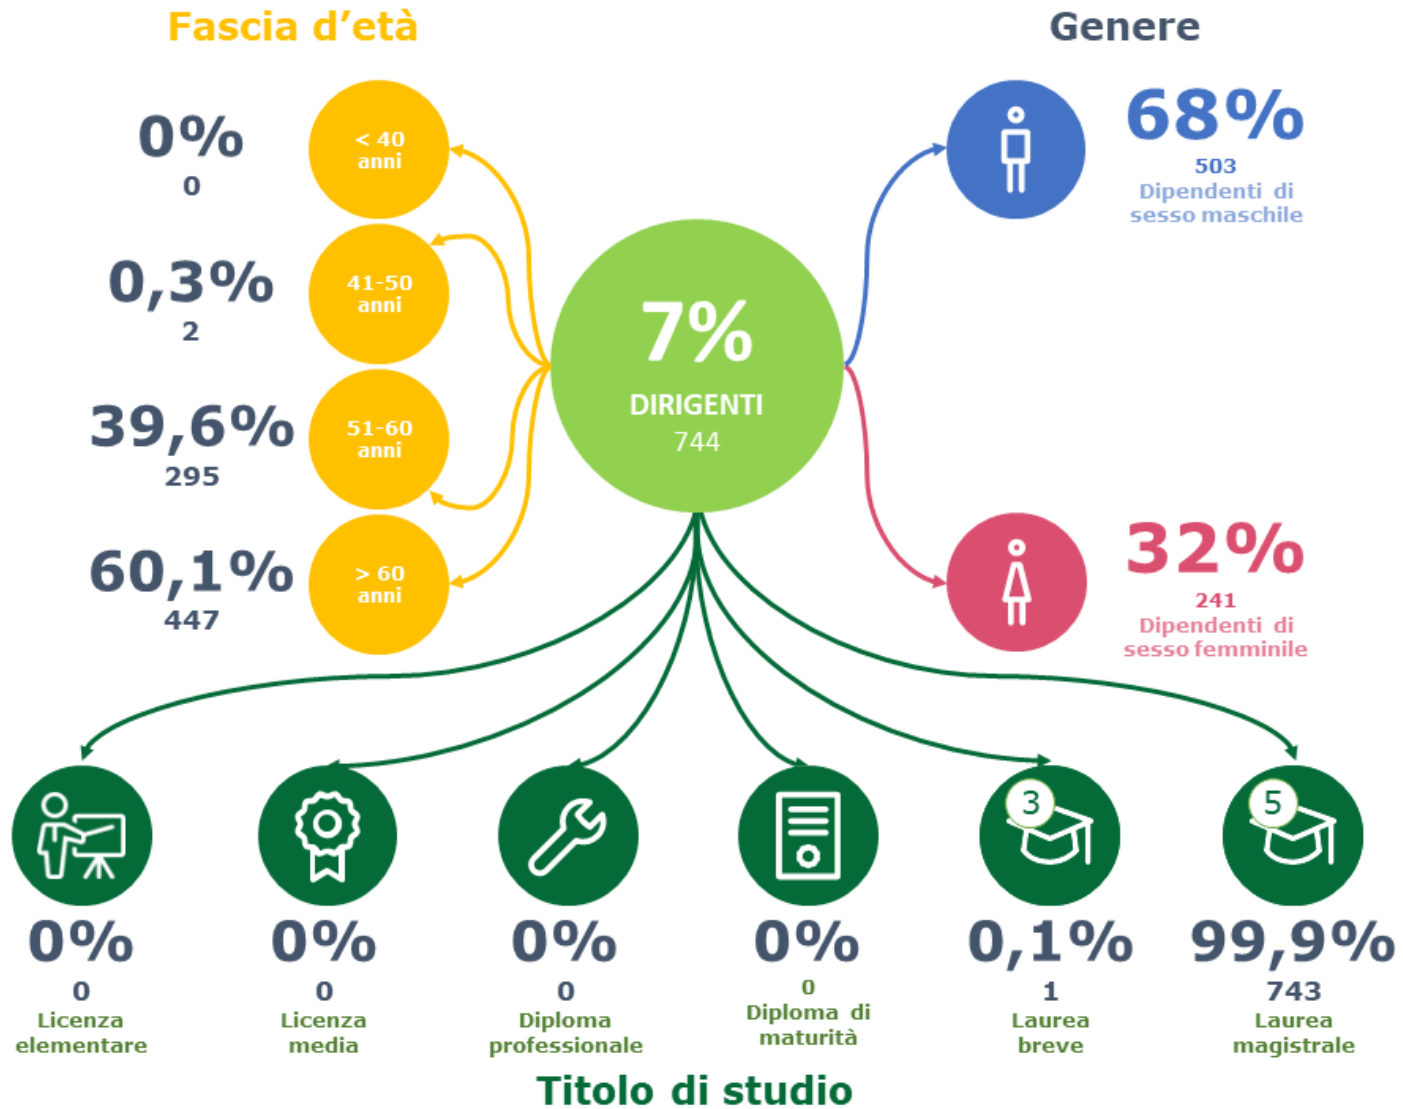 Fascia d’età
Genere
0%
0
< 40
anni
0,3%
2
41-50
anni
39,6%
295
51-60
anni
60,1%
447
> 60
anni
7%
DIRIGENTI
744
68%
503
Dipendenti di
sesso maschile
32%
241
Dipendenti di
sesso femminile
0%
0
Licenza
elementare
0%
0
Licenza
media
0%
0
Diploma
professionale
0%
0
Diploma di
maturità
3
0,1%
1
Laurea
breve
5
99,9%
743
Laurea
magistrale
Titolo di studio